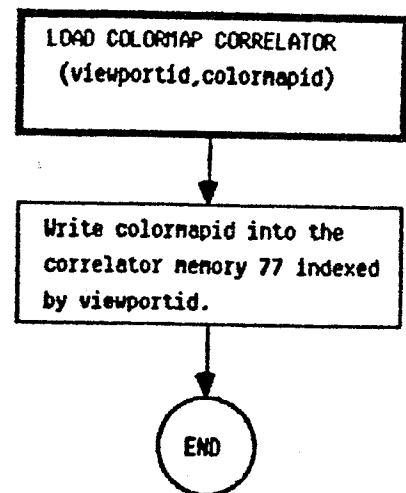 LOAD COLORMAP CORRELATOR
(viewportid,colormapid)
Write colormapid into the
correlator memory 77 indexed
by viewportid.
END